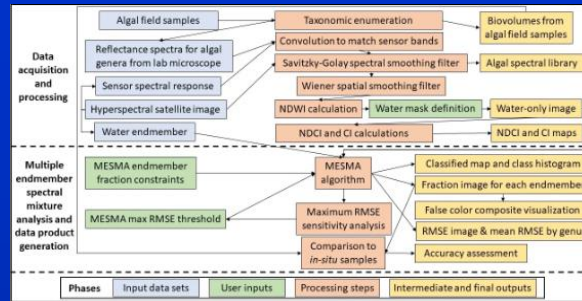 Data
acquisition
and
processing
Algal field samples
Taxonomic enumeration
Biovolumes from
algal field samples
Reflectance spectra for algal
genera from lab microscope
Convolution to match sensor bands
Savitzky-Golay spectral smoothing filter
Algal spectral library
Sensor spectral response
Wiener spatial smoothing filter
Hyperspectral satellite image
NDWI calculation
Water mask definition
Water-only image
Water endmember
NDCI and CI calculations
NDCI and CI maps
Multiple
endmember
spectral
mixture
analysis and
data product
generation
MESMA endmember
fraction constraints
MESMA
algorithm
Classified map and class histogram
Fraction image for each endmember
False color composite visualization
MESMA max RMSE threshold
Maximum RMSE
sensitivity analysis
RMSE image & mean RMSE by genus
Comparison to
in-situ samples
Accuracy assessment
Phases
Input data sets
User inputs
Processing steps
Intermediate and final outputs